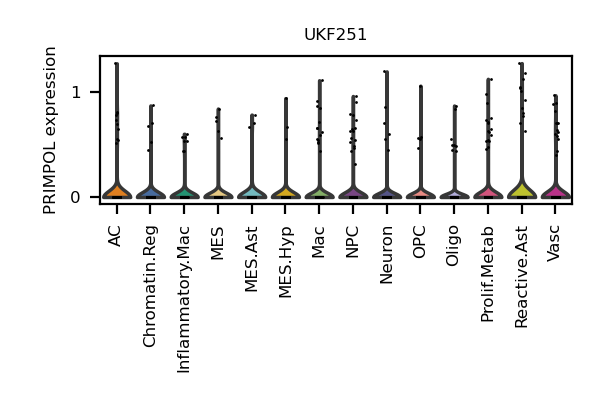 UKF251
PRIMPOL expression
1
0
AC
Chromatin.Reg
Inflammatory.Mac
MES
MES.Ast
MES.Hyp
Mac
NPC
Neuron
OPC
Oligo
Prolif.Metab
Reactive.Ast
Vasc